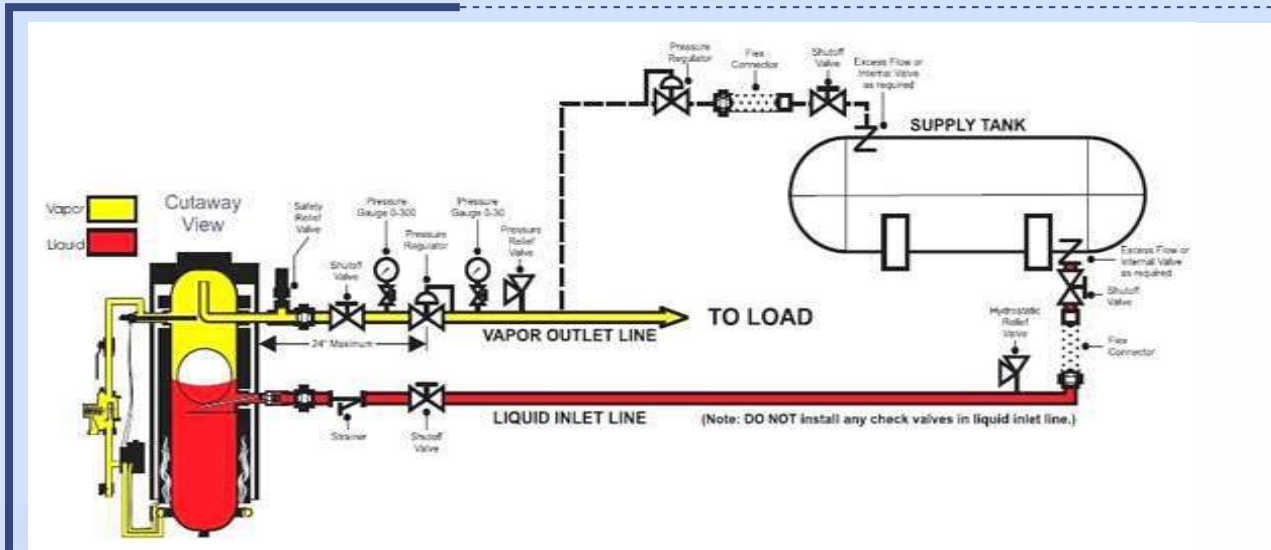 Pressure
Regulator
Flex
Connector
Shutoff
Valve
Excess Flow or
Internal Valve
as required
SUPPLY TANK
Vapor
Liquid
Cutaway
View
Safety
Relief
Valve
Shutoff
Valve
Pressure
Gauge 0-300
Pressure
Regulator
Pressure
Gauge 0-30
Pressure
Relief
Valve
24" Maximum
VAPOR OUTLET LINE
TO LOAD
Hydrostatic
Relief
Valve
Excess Flow or
Internal Valve
as required
Shutoff
Valve
Flex
Connector
Strainer
Shutoff
Valve
LIQUID INLET LINE
(Note: DO NOT install any check valves in liquid inlet line.)